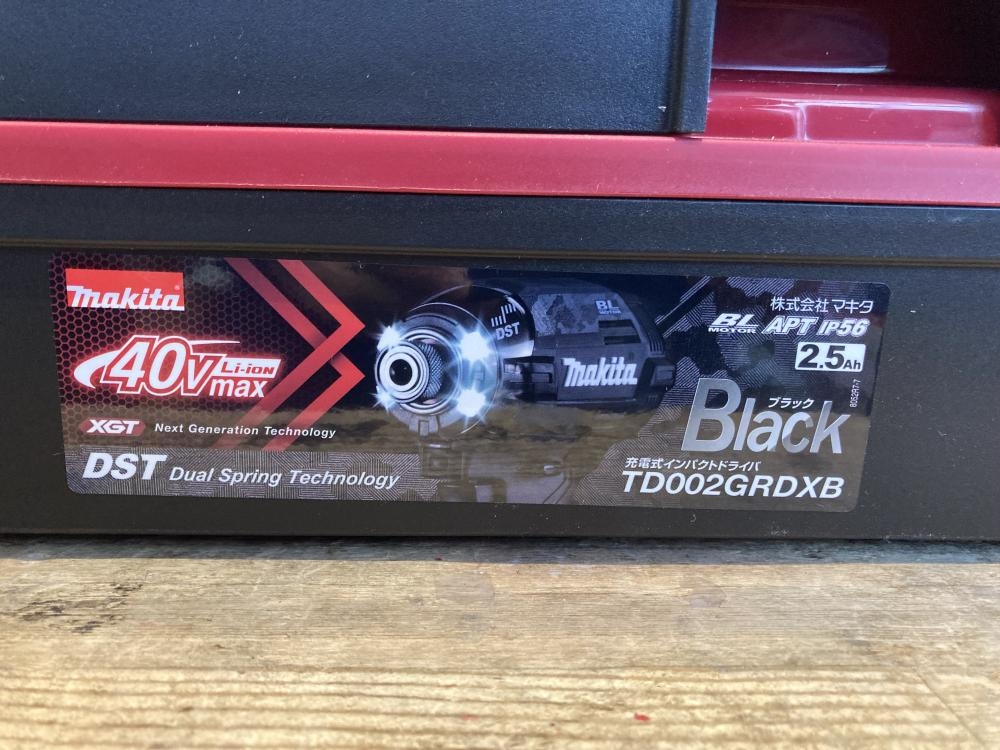 makita
40Vmax Li-ion
XGT Next Generation Technology
DST Dual Spring Technology
DST
BL
MOTOR
makita
株式会社 マキタ
BL MOTOR APT IP56
2.5Ah
ブラック
Black
充電式インパクトドライバ
TD002GRDXB